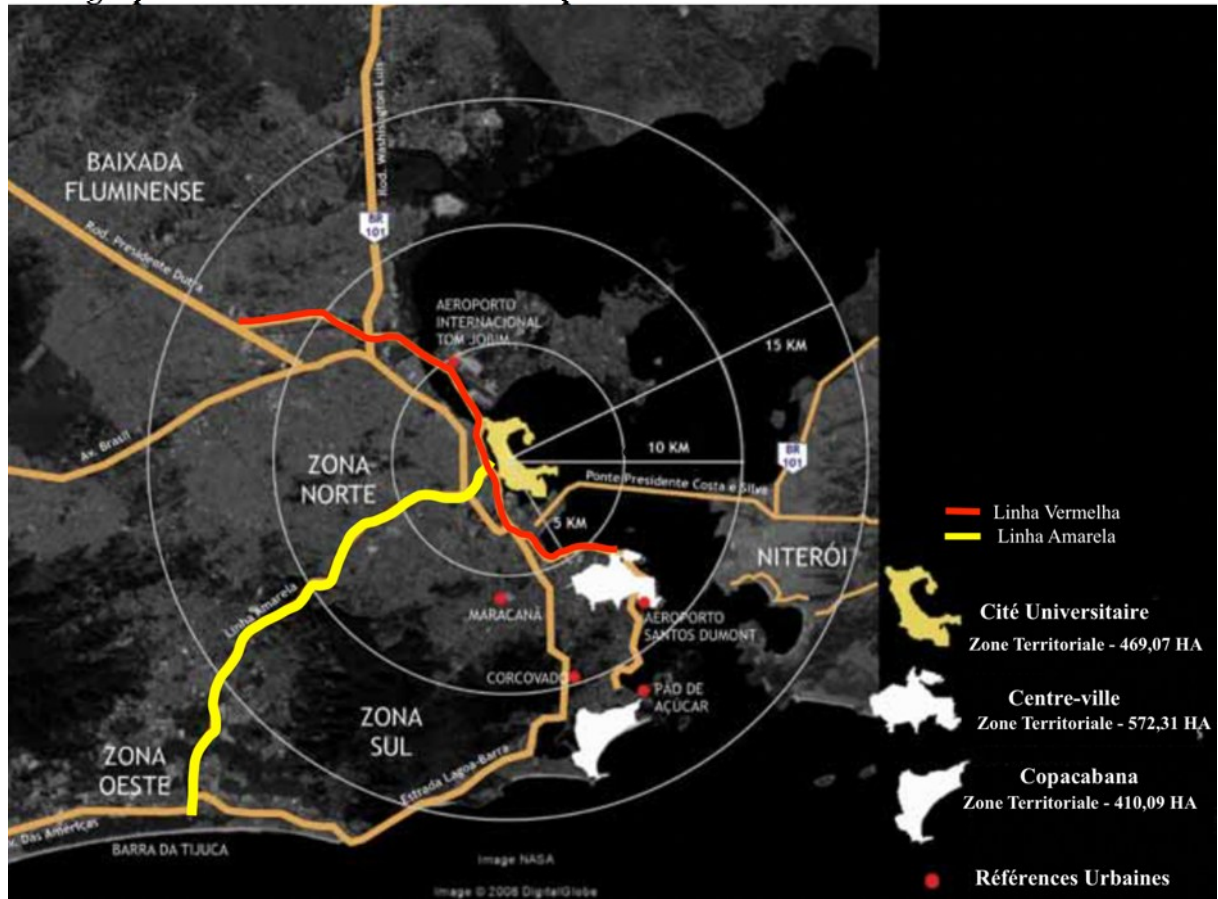 BAIXADA
FLUMINENSE
Rod. Washington Luis
BR
101
Rod. Presidente Dutra
AEROPORTO
INTERNACIONAL
TOM JOBIM
15 KM
Av. Brasil
ZONA
NORTE
10 KM
BR
101
Ponte Presidente Costa e Silva
5 KM
Linha Vermelha
Linha Amarela
NITERÓI
Linha Amarela
MARACANÃ
AEROPORTO
SANTOS DUMONT
Cité Universitaire
Zone Territoriale - 469,07 HA
CORCOVADO
PÃO DE
AÇÚCAR
Centre-ville
Zone Territoriale - 572,31 HA
ZONA
SUL
ZONA
OESTE
Estrada Lagoa-Barra
Copacabana
Zone Territoriale - 410,09 HA
. Das Américas
BARRA DA TIJUCA
Image NASA
Image © 2006 DigitalGlobe
Références Urbaines